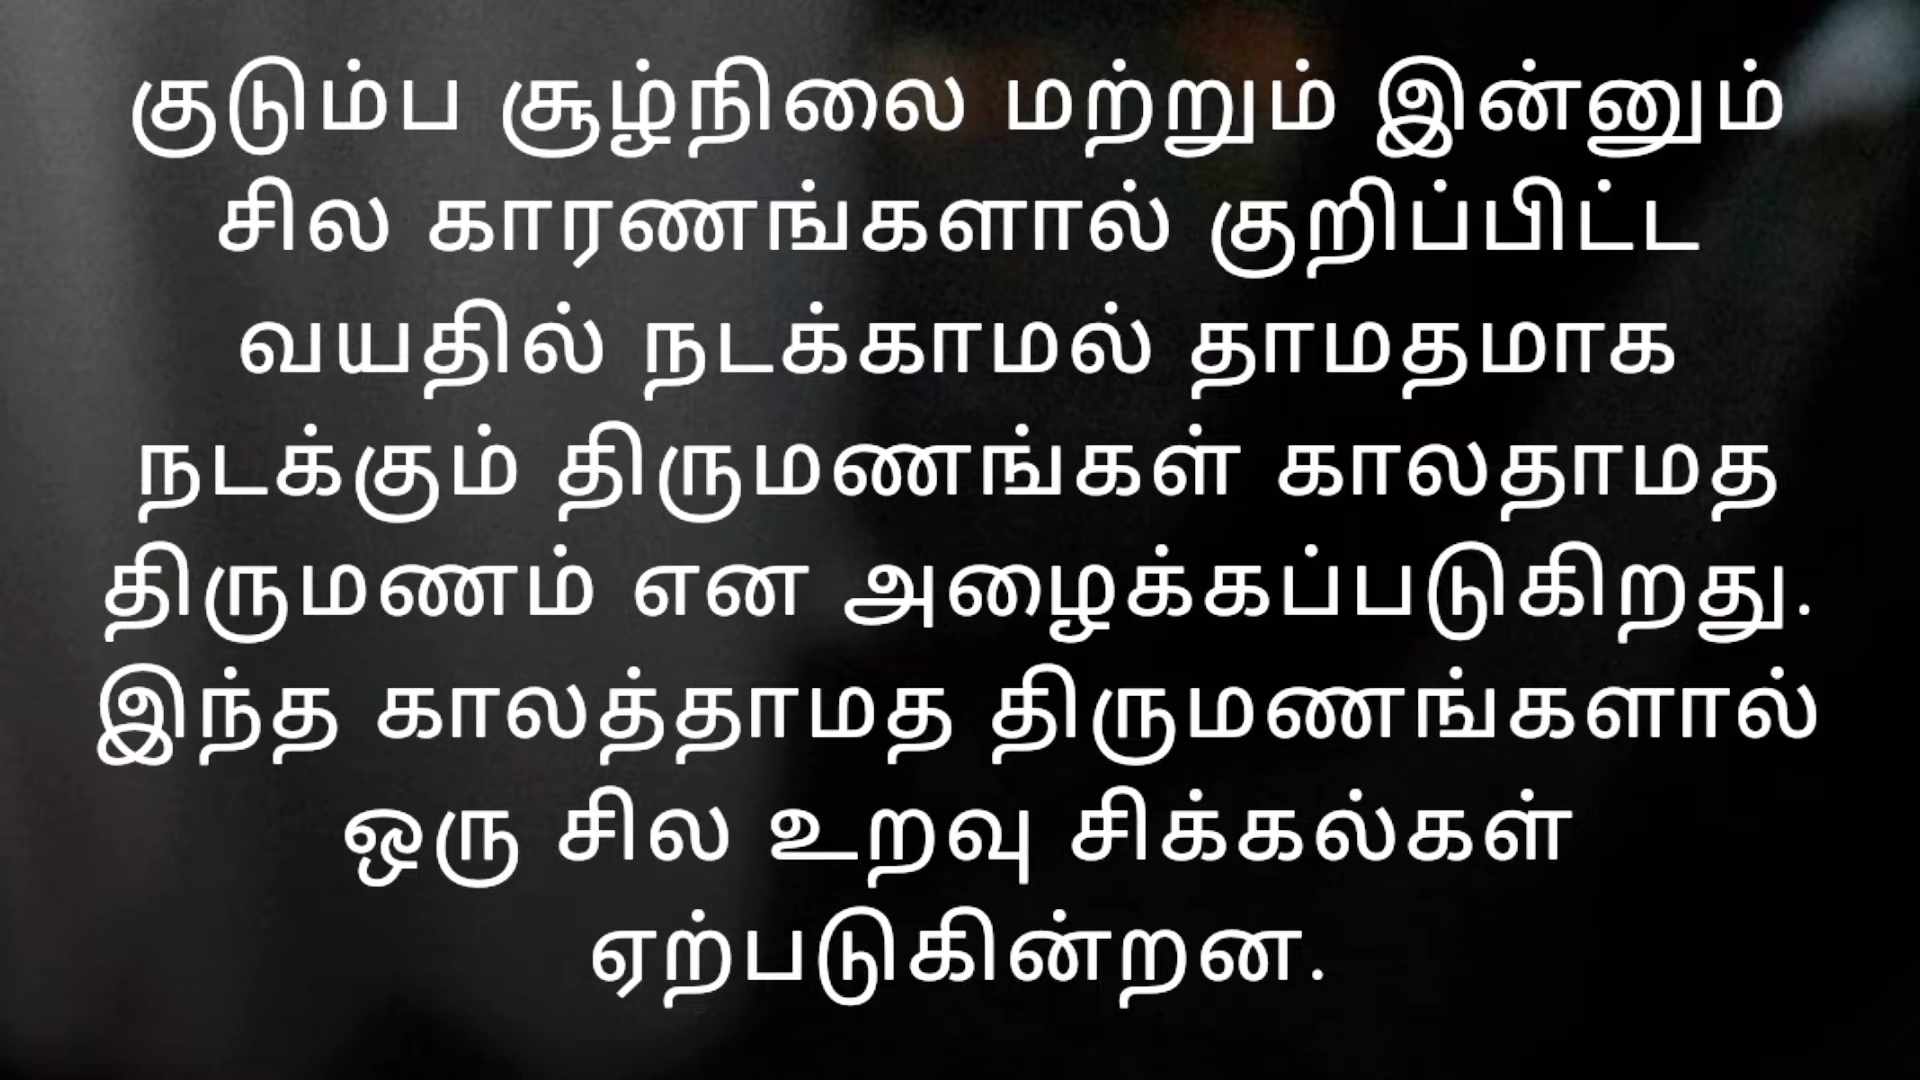 குடும்ப சூழ்நிலை மற்றும் இன்னும்
சில காரணங்களால் குறிப்பிட்ட
வயதில் நடக்காமல் தாமதமாக
நடக்கும் திருமணங்கள் காலதாமத
திருமணம் என அழைக்கப்படுகிறது.
இந்த காலத்தாமத திருமணங்களால்
ஒரு சில உறவு சிக்கல்கள்
ஏற்படுகின்றன.